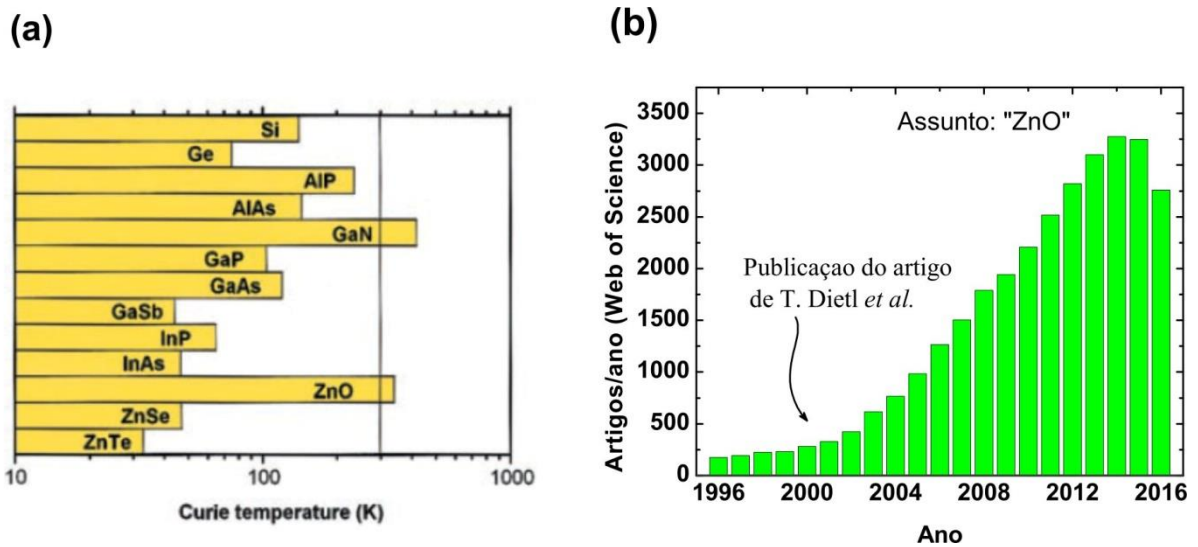 (a)
Si
Ge
AlP
AlAs
GaN
GaP
GaAs
GaSb
InP
InAs
ZnO
ZnSe
ZnTe
10 100 1000
Curie temperature (K)
(b)
Assunto: "ZnO"
Publicaçao do artigo
de T. Dietl et al.
3500
3000
2500
2000
1500
1000
500
0
1996 2000 2004 2008 2012 2016
Artigos/ano (Web of Science)
Ano